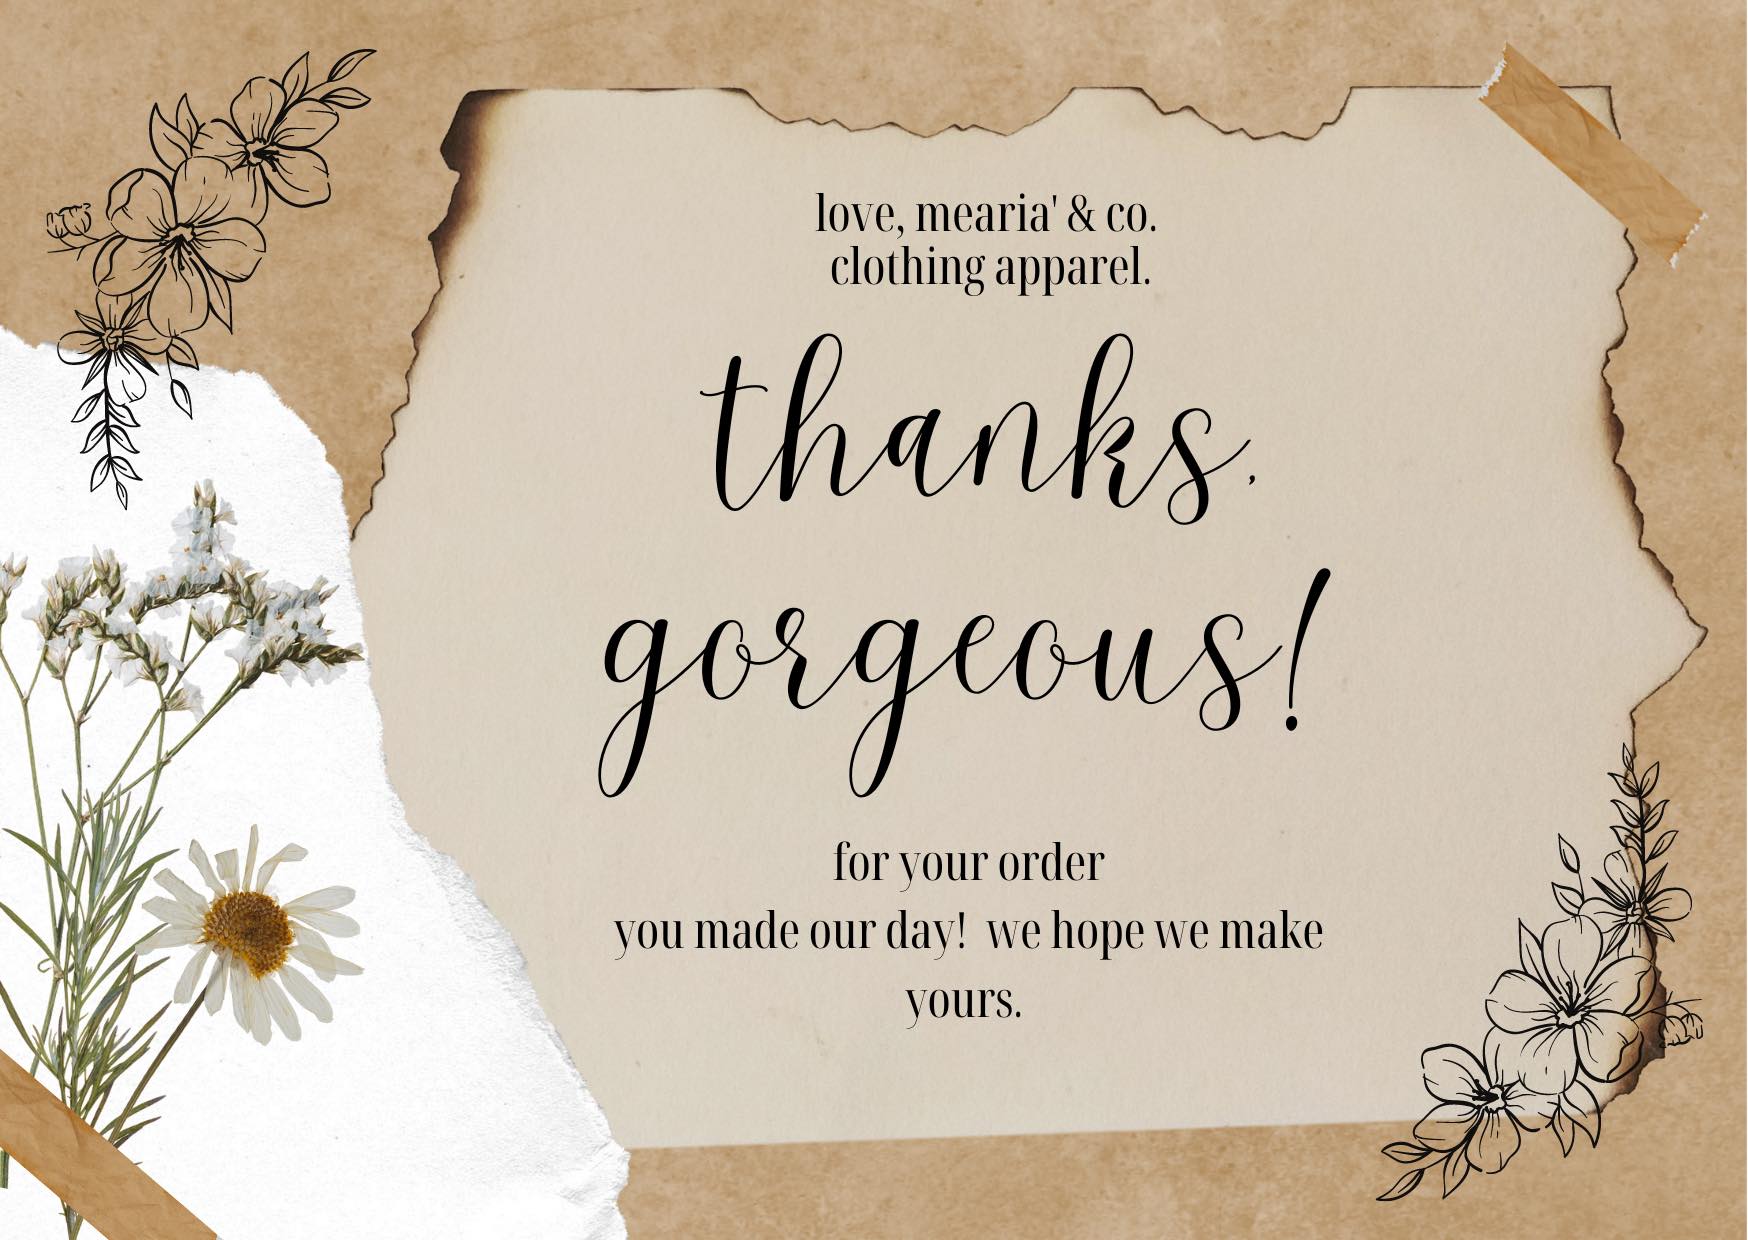 love, mearia' & co.
clothing apparel.
thanks,
gorgeous!
for your order
you made our day!  we hope we make
yours.